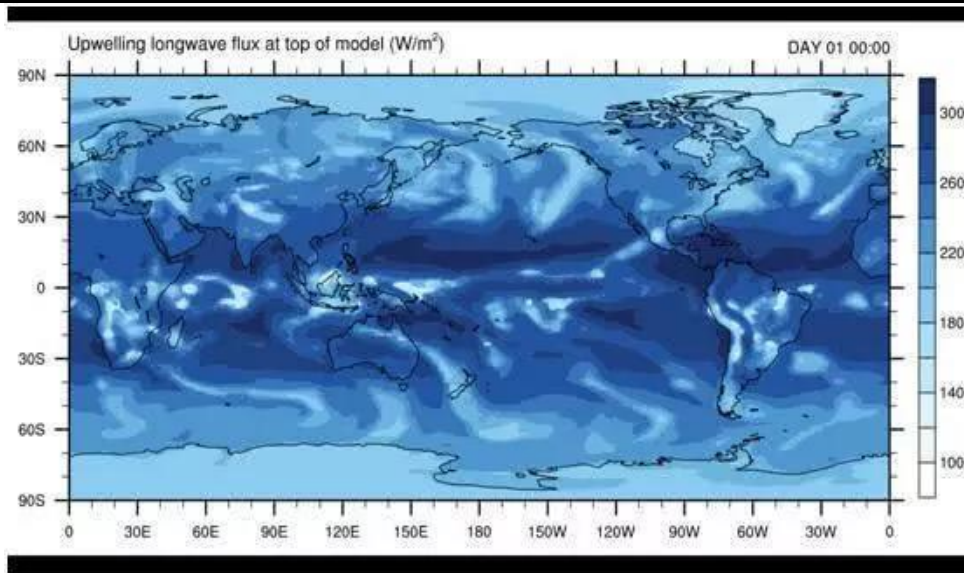 Upwelling longwave flux at top of model (W/m²)
DAY 01 00:00
90N
60N
30N
0
30S
60S
90S
0 30E 60E 90E 120E 150E 180 150W 120W 90W 60W 30W 0
300
260
220
180
140
100